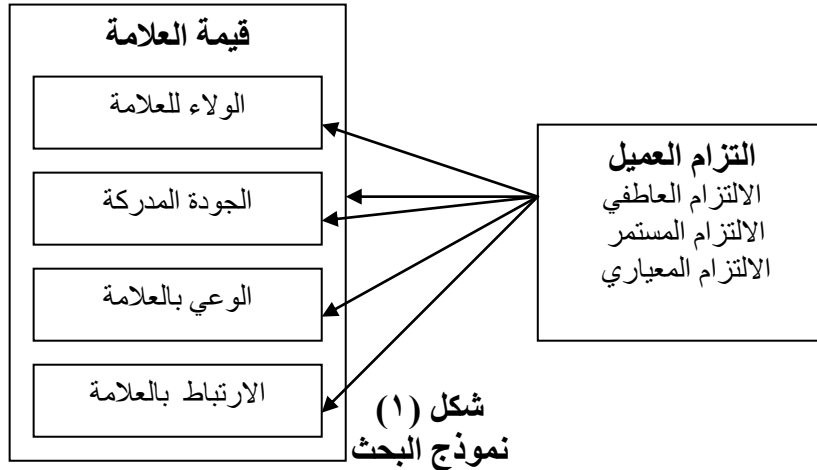 قيمة العلامة
الولاء للعلامة
الجودة المدركة
الوعي بالعلامة
الارتباط بالعلامة
التزام العميل
الالتزام العاطفي
الالتزام المستمر
الالتزام المعياري
شكل (١)
نموذج البحث